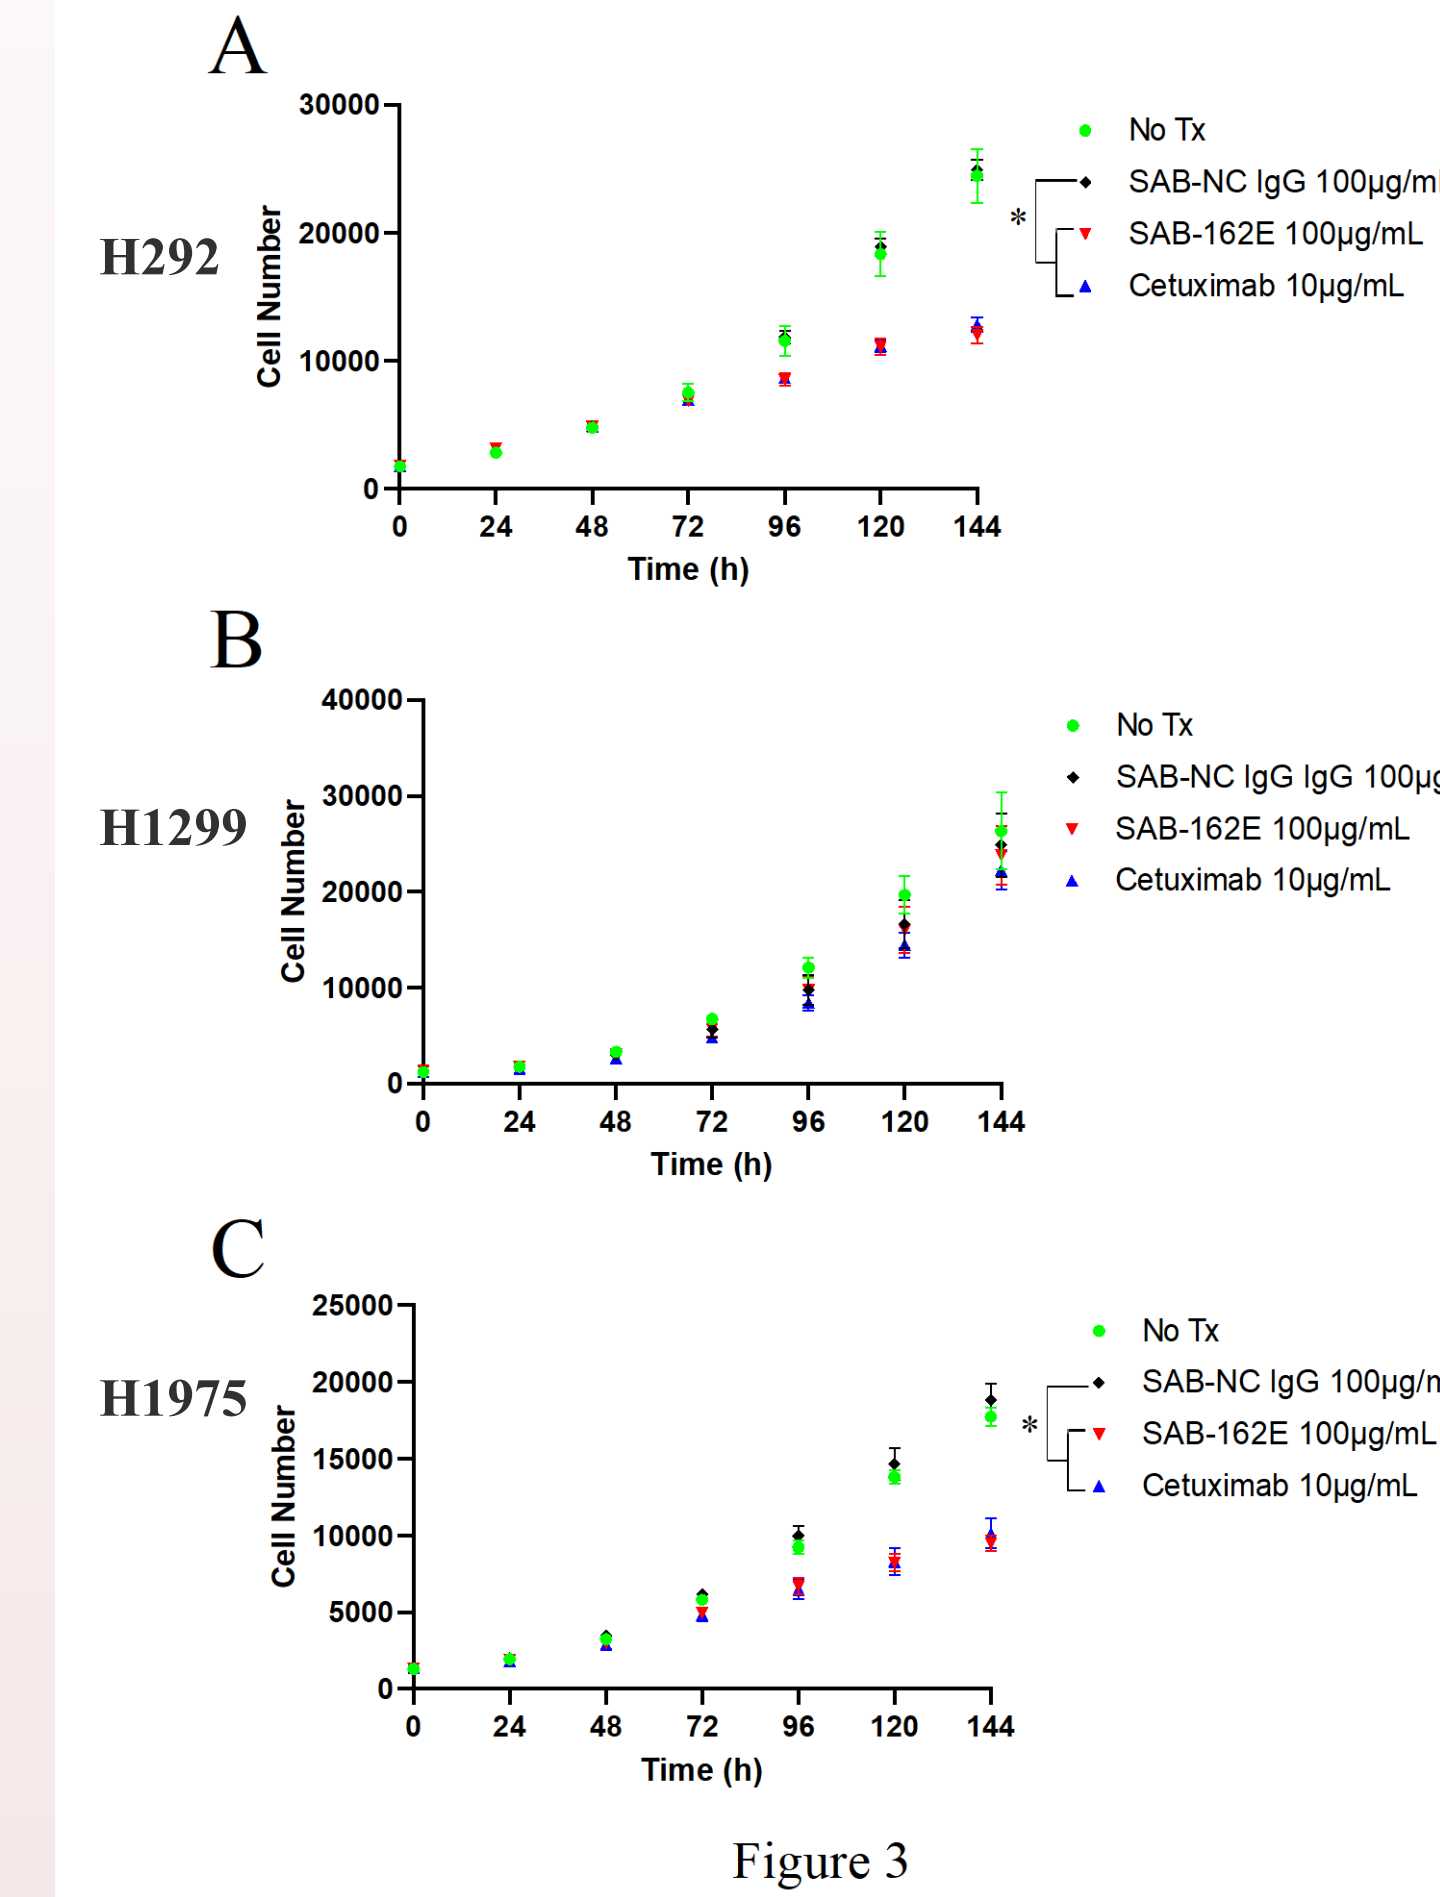 A
30000
20000
10000
0
Cell Number
H292
0 24 48 72 96 120 144
Time (h)
No Tx
SAB-NC IgG 100µg/m
SAB-162E 100µg/mL
Cetuximab 10µg/mL
*
B
40000
30000
20000
10000
0
Cell Number
H1299
0 24 48 72 96 120 144
Time (h)
No Tx
SAB-NC IgG IgG 100µg
SAB-162E 100µg/mL
Cetuximab 10µg/mL
C
25000
20000
15000
10000
5000
0
Cell Number
H1975
0 24 48 72 96 120 144
Time (h)
No Tx
SAB-NC IgG 100µg/m
SAB-162E 100µg/mL
Cetuximab 10µg/mL
*
Figure 3